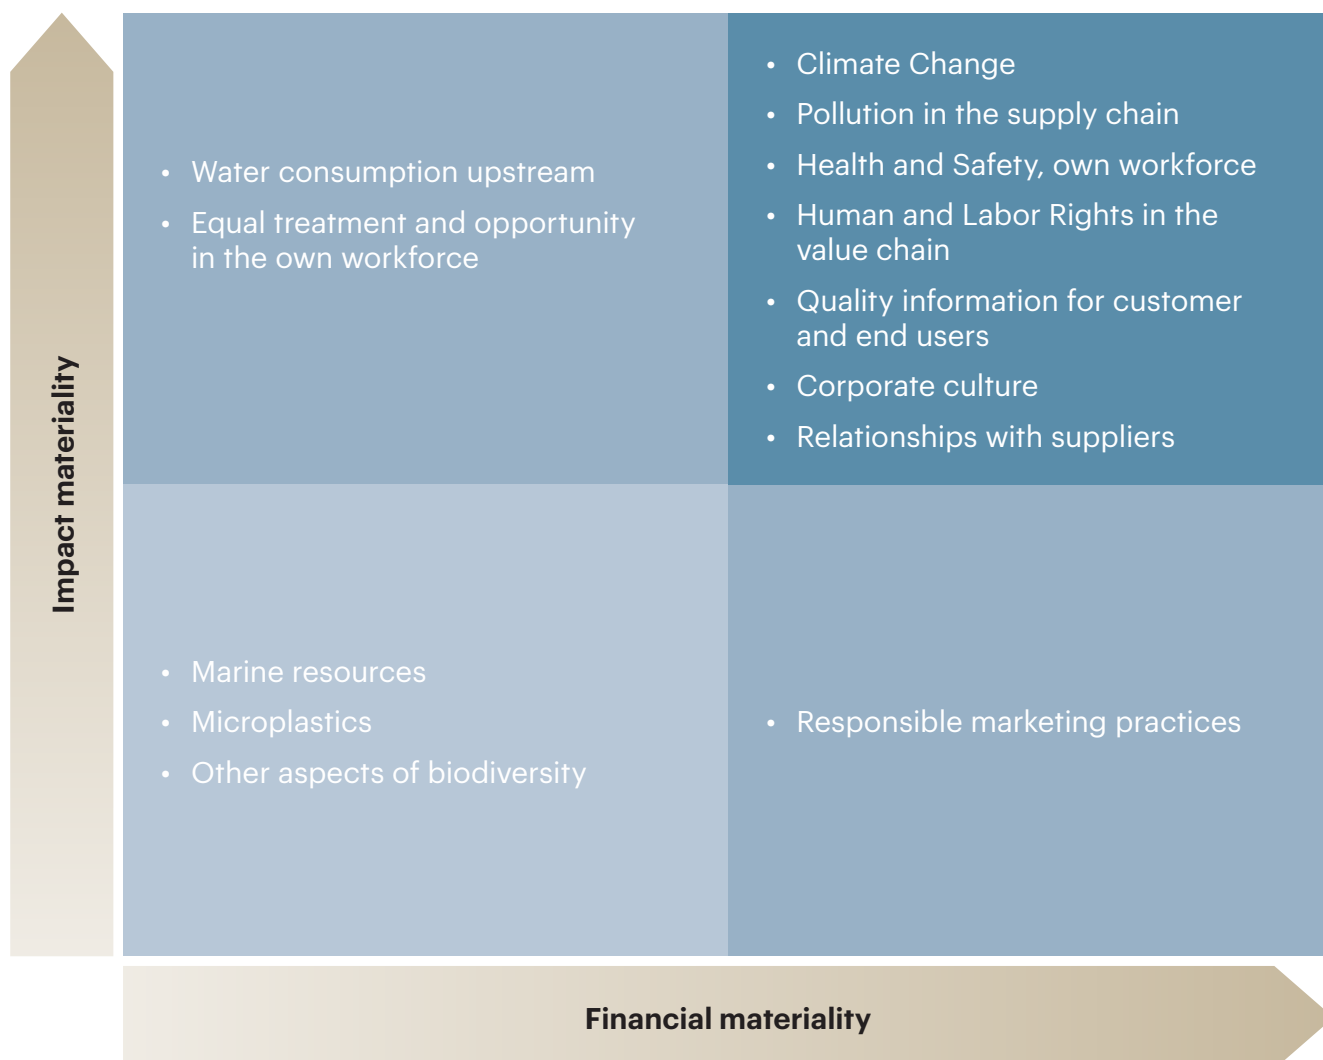 Impact materiality
• Water consumption upstream
• Equal treatment and opportunity
in the own workforce
• Climate Change
• Pollution in the supply chain
• Health and Safety, own workforce
• Human and Labor Rights in the
value chain
• Quality information for customer
and end users
• Corporate culture
• Relationships with suppliers
• Marine resources
• Microplastics
• Other aspects of biodiversity
• Responsible marketing practices
Financial materiality